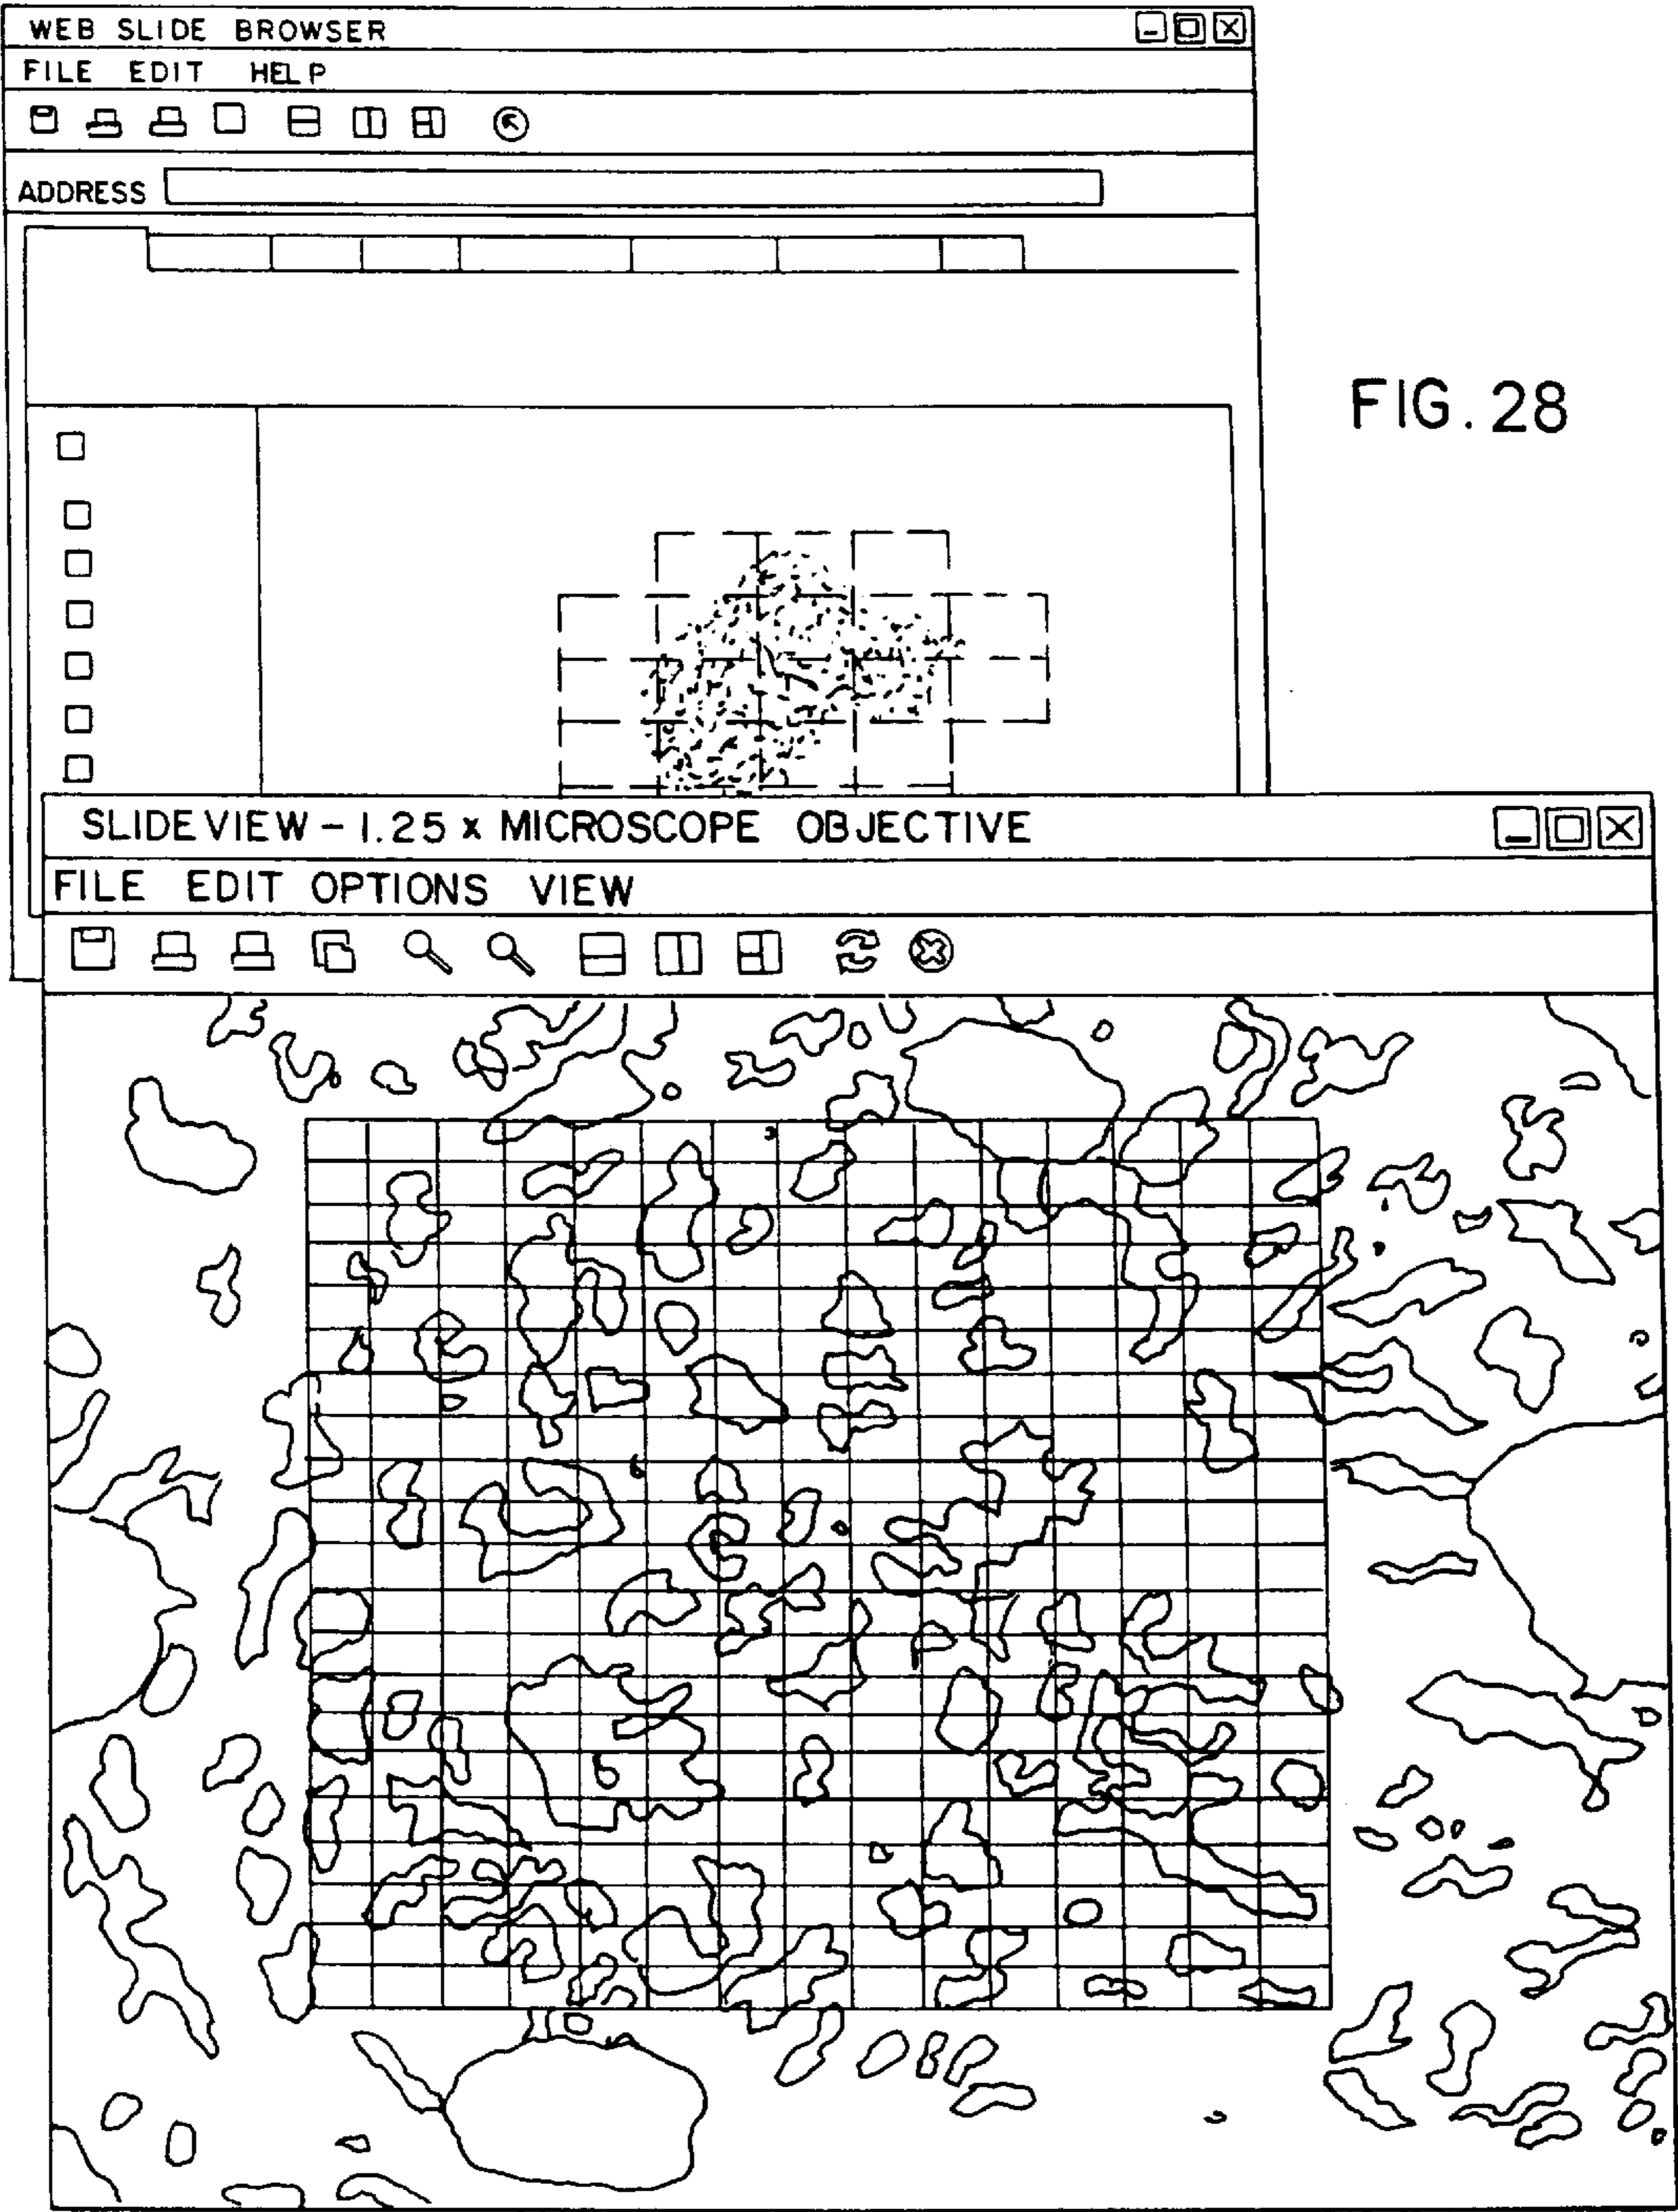 WEB SLIDE BROWSER
FILE EDIT HELP
ADDRESS
FIG. 28
SLIDEVIEW - 1.25 x MICROSCOPE OBJECTIVE
FILE EDIT OPTIONS VIEW